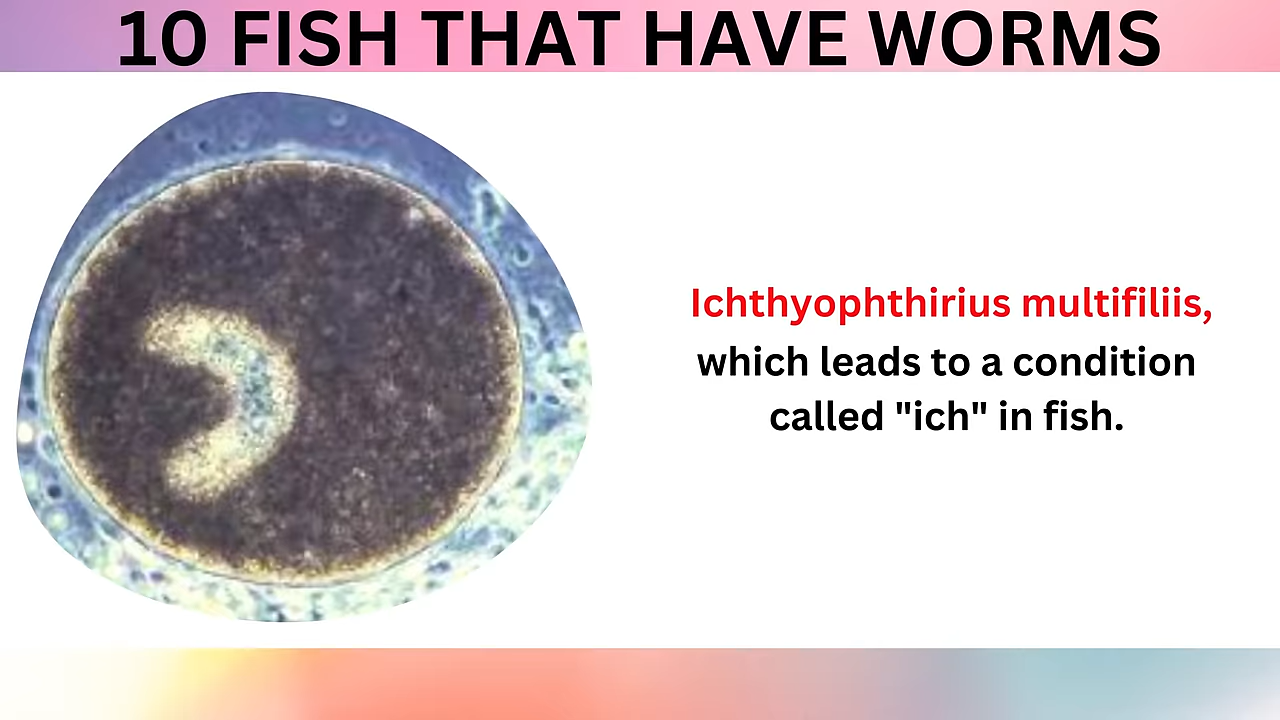 10 FISH THAT HAVE WORMS
Ichthyophthirius multifiliis,
which leads to a condition
called "ich" in fish.